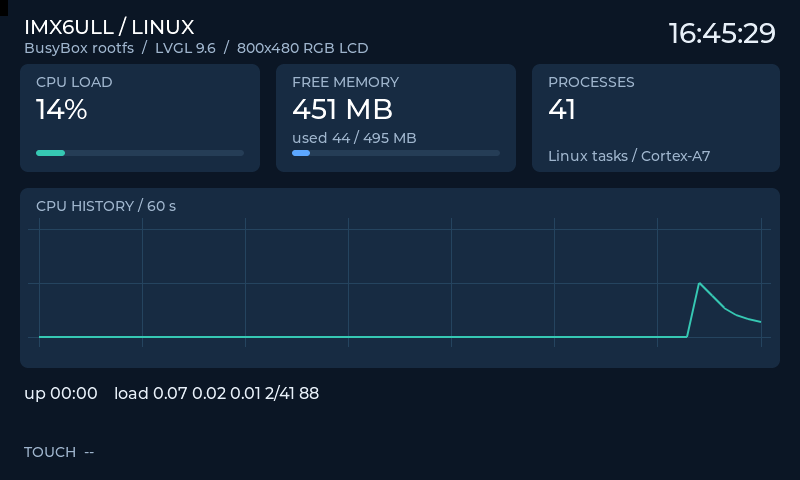 IMX6ULL / LINUX
BusyBox rootfs / LVGL 9.6 / 800x480 RGB LCD
16:45:29
CPU LOAD
14%
FREE MEMORY
451 MB
used 44 / 495 MB
PROCESSES
41
Linux tasks / Cortex-A7
CPU HISTORY / 60 s
up 00:00 load 0.07 0.02 0.01 2/41 88
TOUCH --